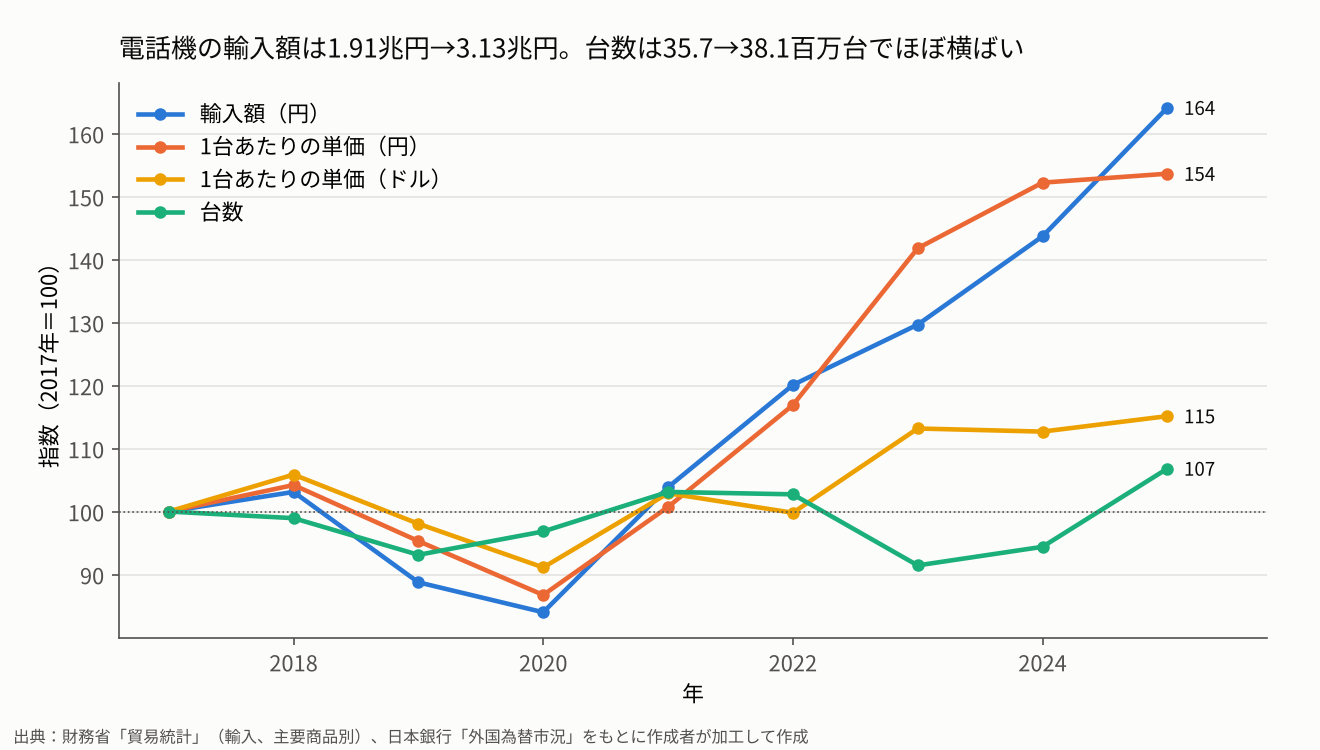 電話機の輸入額は1.91兆円→3.13兆円。台数は35.7→38.1百万台でほぼ横ばい
輸入額（円）
1台あたりの単価（円）
1台あたりの単価（ドル）
台数
指数（2017年＝100）
160
150
140
130
120
110
100
90
164
154
115
107
2018
2020
2022
2024
年
出典：財務省「貿易統計」（輸入、主要商品別）、日本銀行「外国為替市況」をもとに作成者が加工して作成